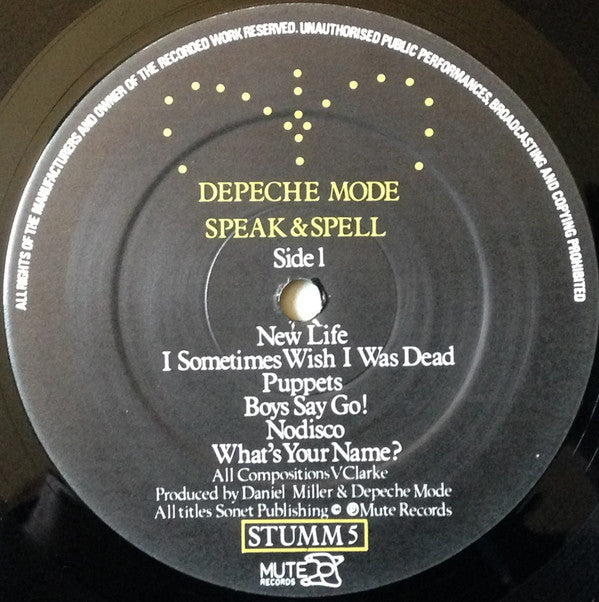 ALL RIGHTS OF THE MANUFACTURERS AND OWNER OF THE RECORDED WORK RESERVED. UNAUTHORISED PUBLIC PERFORMANCES, BROADCASTING AND COPYING PROHIBITED
DEPECHE MODE
SPEAK & SPELL
Side 1
New Life
I Sometimes Wish I Was Dead
Puppets
Boys Say Go!
Nodisco
What's Your Name?
All Compositions V Clarke
Produced by Daniel Miller & Depeche Mode
All titles Sonet Publishing © ℗ Mute Records
STUMM 5
MUTE
RECORDS